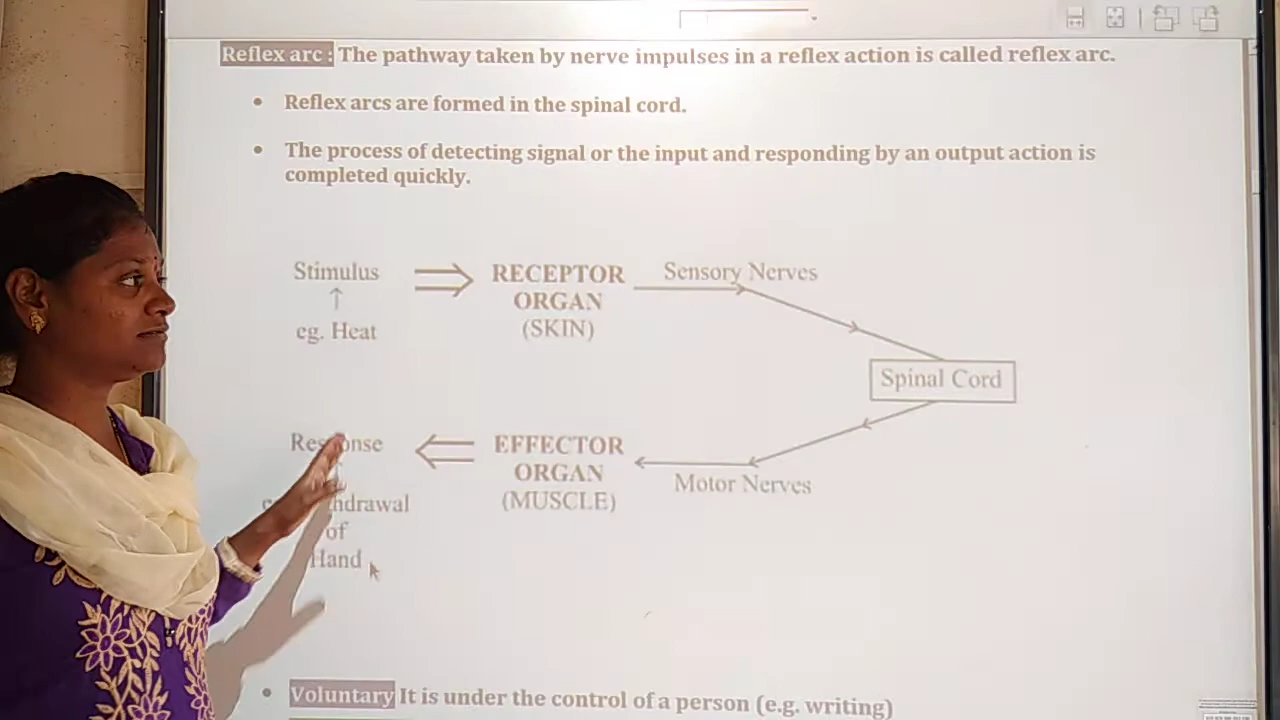 Reflex arc : The pathway taken by nerve impulses in a reflex action is called reflex arc.
• Reflex arcs are formed in the spinal cord.
• The process of detecting signal or the input and responding by an output action is
completed quickly.
Stimulus
↑
eg. Heat
⇒
RECEPTOR
ORGAN
(SKIN)
Sensory Nerves
Spinal Cord
Motor Nerves
EFFECTOR
ORGAN
(MUSCLE)
⇐
Response
of
Hand
• Voluntary It is under the control of a person (e.g. writing)